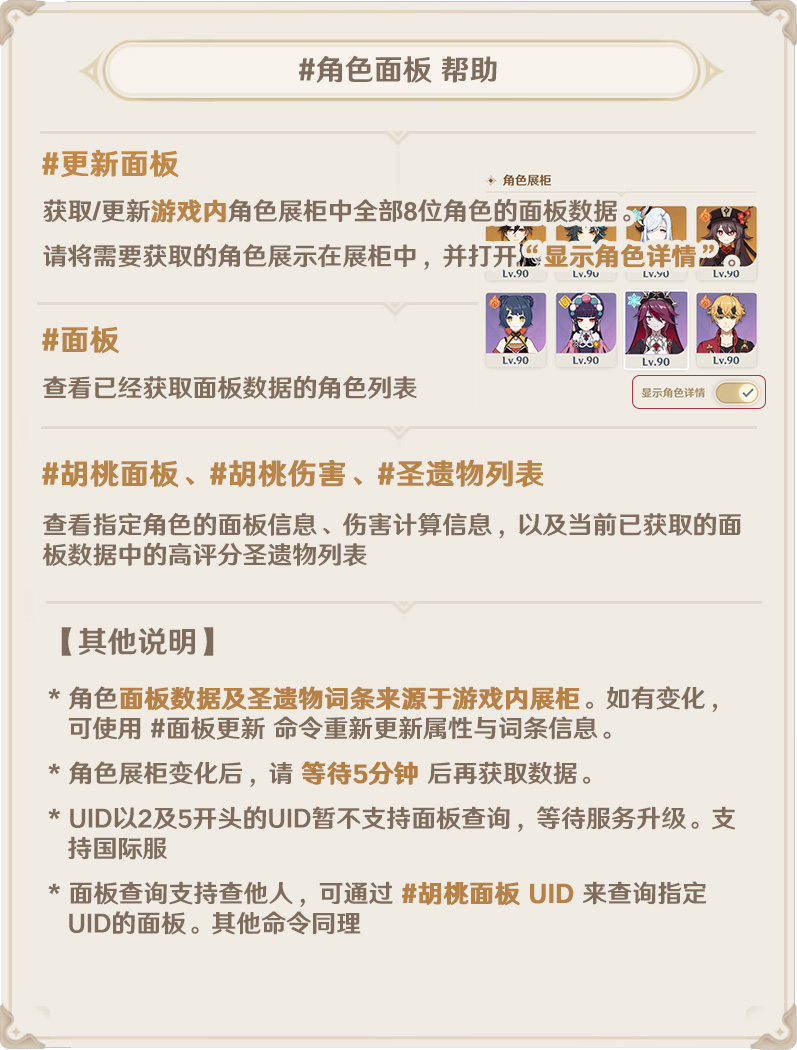 #角色面板 帮助
#更新面板
角色展柜
获取/更新游戏内角色展柜中全部8位角色的面板数据。
请将需要获取的角色展示在展柜中，并打开“显示角色详情”。
Lv.90 Lv.90 Lv.90 Lv.90
#面板
查看已经获取面板数据的角色列表
Lv.90 Lv.90 Lv.90 Lv.90
显示角色详情
#胡桃面板、#胡桃伤害、#圣遗物列表
查看指定角色的面板信息、伤害计算信息，以及当前已获取的面
板数据中的高评分圣遗物列表
【其他说明】
* 角色面板数据及圣遗物词条来源于游戏内展柜。如有变化，
可使用 #面板更新 命令重新更新属性与词条信息。
* 角色展柜变化后，请 等待5分钟 后再获取数据。
* UID以2及5开头的UID暂不支持面板查询，等待服务升级。支
持国际服
* 面板查询支持查他人，可通过 #胡桃面板 UID 来查询指定
UID的面板。其他命令同理